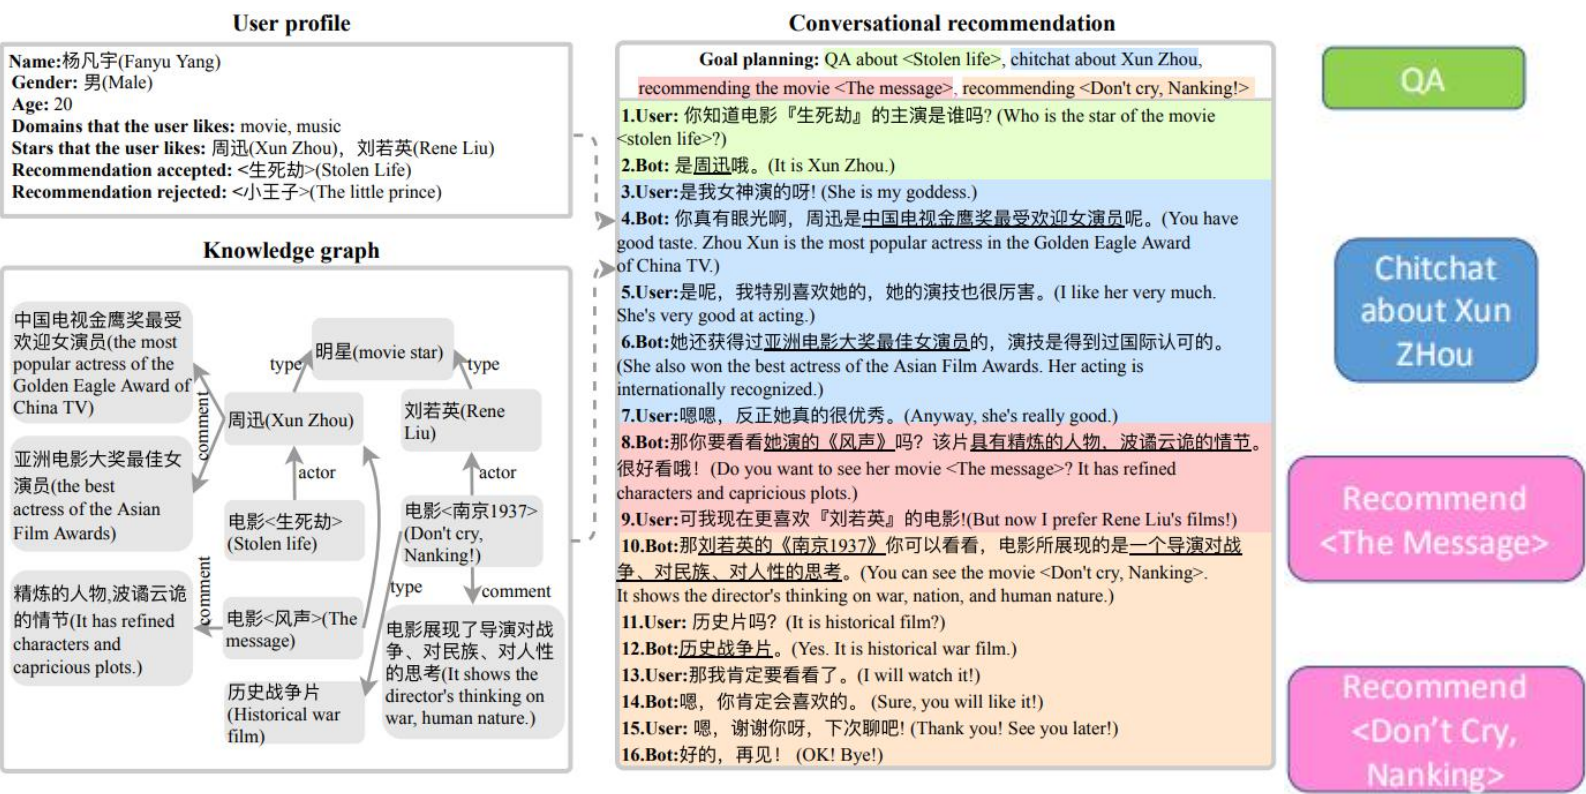 User profile
Name:杨凡宇(Fanyu Yang)
Gender: 男(Male)
Age: 20
Domains that the user likes: movie, music
Stars that the user likes: 周迅(Xun Zhou)，刘若英(Rene Liu)
Recommendation accepted: <生死劫>(Stolen Life)
Recommendation rejected: <小王子>(The little prince)
Knowledge graph
中国电视金鹰奖最受
欢迎女演员(the most
popular actress of the
Golden Eagle Award of
China TV)
亚洲电影大奖最佳女
演员(the best
actress of the Asian
Film Awards)
精炼的人物,波谲云诡
的情节(It has refined
characters and
capricious plots.)
comment
comment
type
明星(movie star)
type
周迅(Xun Zhou)
刘若英(Rene
Liu)
actor
actor
电影<生死劫>
(Stolen life)
电影<南京1937>
(Don't cry,
Nanking!)
type
comment
电影<风声>(The
message)
历史战争片
(Historical war
film)
电影展现了导演对战
争、对民族、对人性
的思考(It shows the
director's thinking on
war, human nature.)
Conversational recommendation
Goal planning: QA about <Stolen life>, chitchat about Xun Zhou,
recommending the movie <The message>, recommending <Don't cry, Nanking!>
1.User: 你知道电影『生死劫』的主演是谁吗? (Who is the star of the movie
<stolen life>?)
2.Bot: 是周迅哦。(It is Xun Zhou.)
3.User:是我女神演的呀! (She is my goddess.)
4.Bot: 你真有眼光啊，周迅是中国电视金鹰奖最受欢迎女演员呢。(You have
good taste. Zhou Xun is the most popular actress in the Golden Eagle Award
of China TV.)
5.User:是呢，我特别喜欢她的，她的演技也很厉害。(I like her very much.
She's very good at acting.)
6.Bot:她还获得过亚洲电影大奖最佳女演员的，演技是得到过国际认可的。
(She also won the best actress of the Asian Film Awards. Her acting is
internationally recognized.)
7.User:嗯嗯，反正她真的很优秀。(Anyway, she's really good.)
8.Bot:那你要看看她演的《风声》吗？该片具有精炼的人物，波谲云诡的情节。
很好看哦！(Do you want to see her movie <The message>? It has refined
characters and capricious plots.)
9.User:可我现在更喜欢『刘若英』的电影!(But now I prefer Rene Liu's films!)
10.Bot:那刘若英的《南京1937》你可以看看，电影所展现的是一个导演对战
争、对民族、对人性的思考。(You can see the movie <Don't cry, Nanking>.
It shows the director's thinking on war, nation, and human nature.)
11.User: 历史片吗？(It is historical film?)
12.Bot:历史战争片。(Yes. It is historical war film.)
13.User:那我肯定要看看了。(I will watch it!)
14.Bot:嗯，你肯定会喜欢的。 (Sure, you will like it!)
15.User: 嗯，谢谢你呀，下次聊吧! (Thank you! See you later!)
16.Bot:好的，再见！ (OK! Bye!)
QA
Chitchat
about Xun
ZHou
Recommend
<The Message>
Recommend
<Don’t Cry,
Nanking>